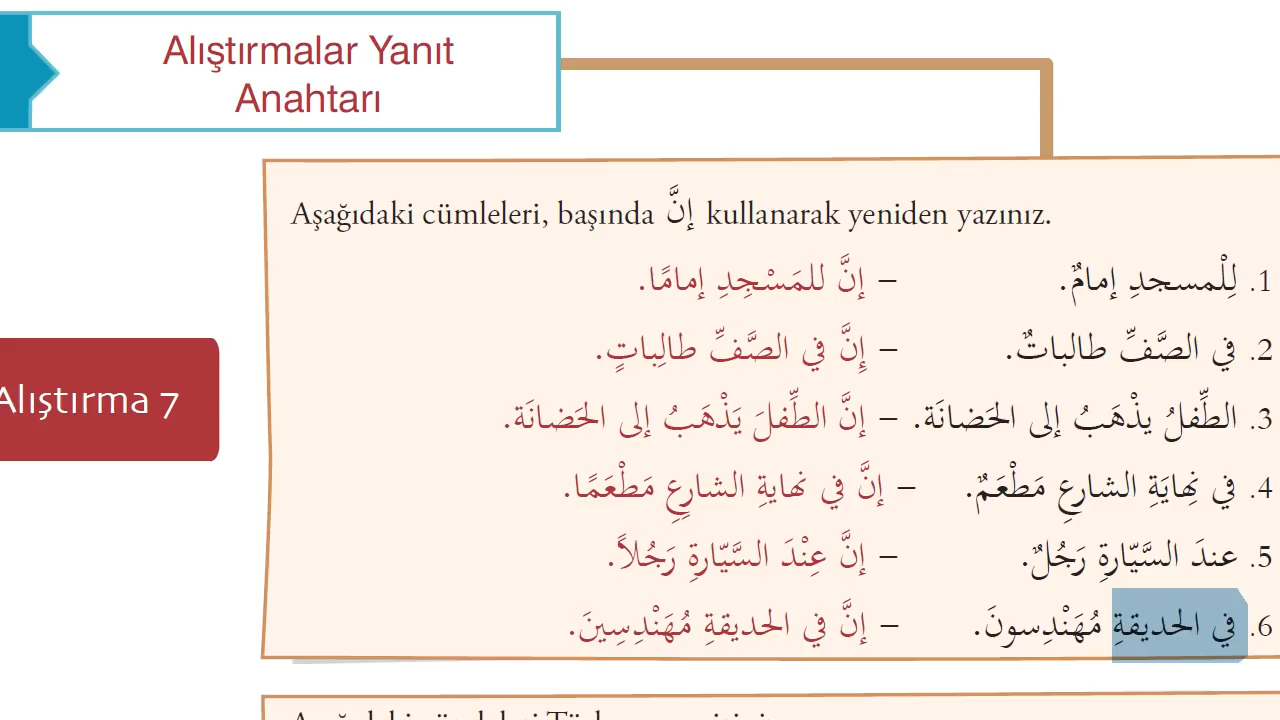 Alıştırmalar Yanıt
Anahtarı
Aşağıdaki cümleleri, başında إنَّ kullanarak yeniden yazınız.
1. لِلْمسجدِ إمامٌ. – إنَّ للمَسْجِدِ إمامًا.
2. في الصَّفِّ طالباتٌ. – إِنَّ في الصَّفِّ طالِباتٍ.
Alıştırma 7
3. الطِّفلُ يذْهَبُ إلى الحَضانَة. – إنَّ الطِّفلَ يَذْهَبُ إلى الحَضانَة.
4. في نِهايَةِ الشارِعِ مَطْعَمٌ. – إنَّ في نهايةِ الشارِعِ مَطْعَمًا.
5. عندَ السَّيّارةِ رَجُلٌ. – إنَّ عِنْدَ السَّيّارةِ رَجُلاً.
6. في الحديقةِ مُهَنْدِسونَ. – إنَّ في الحديقةِ مُهَنْدِسِينَ.